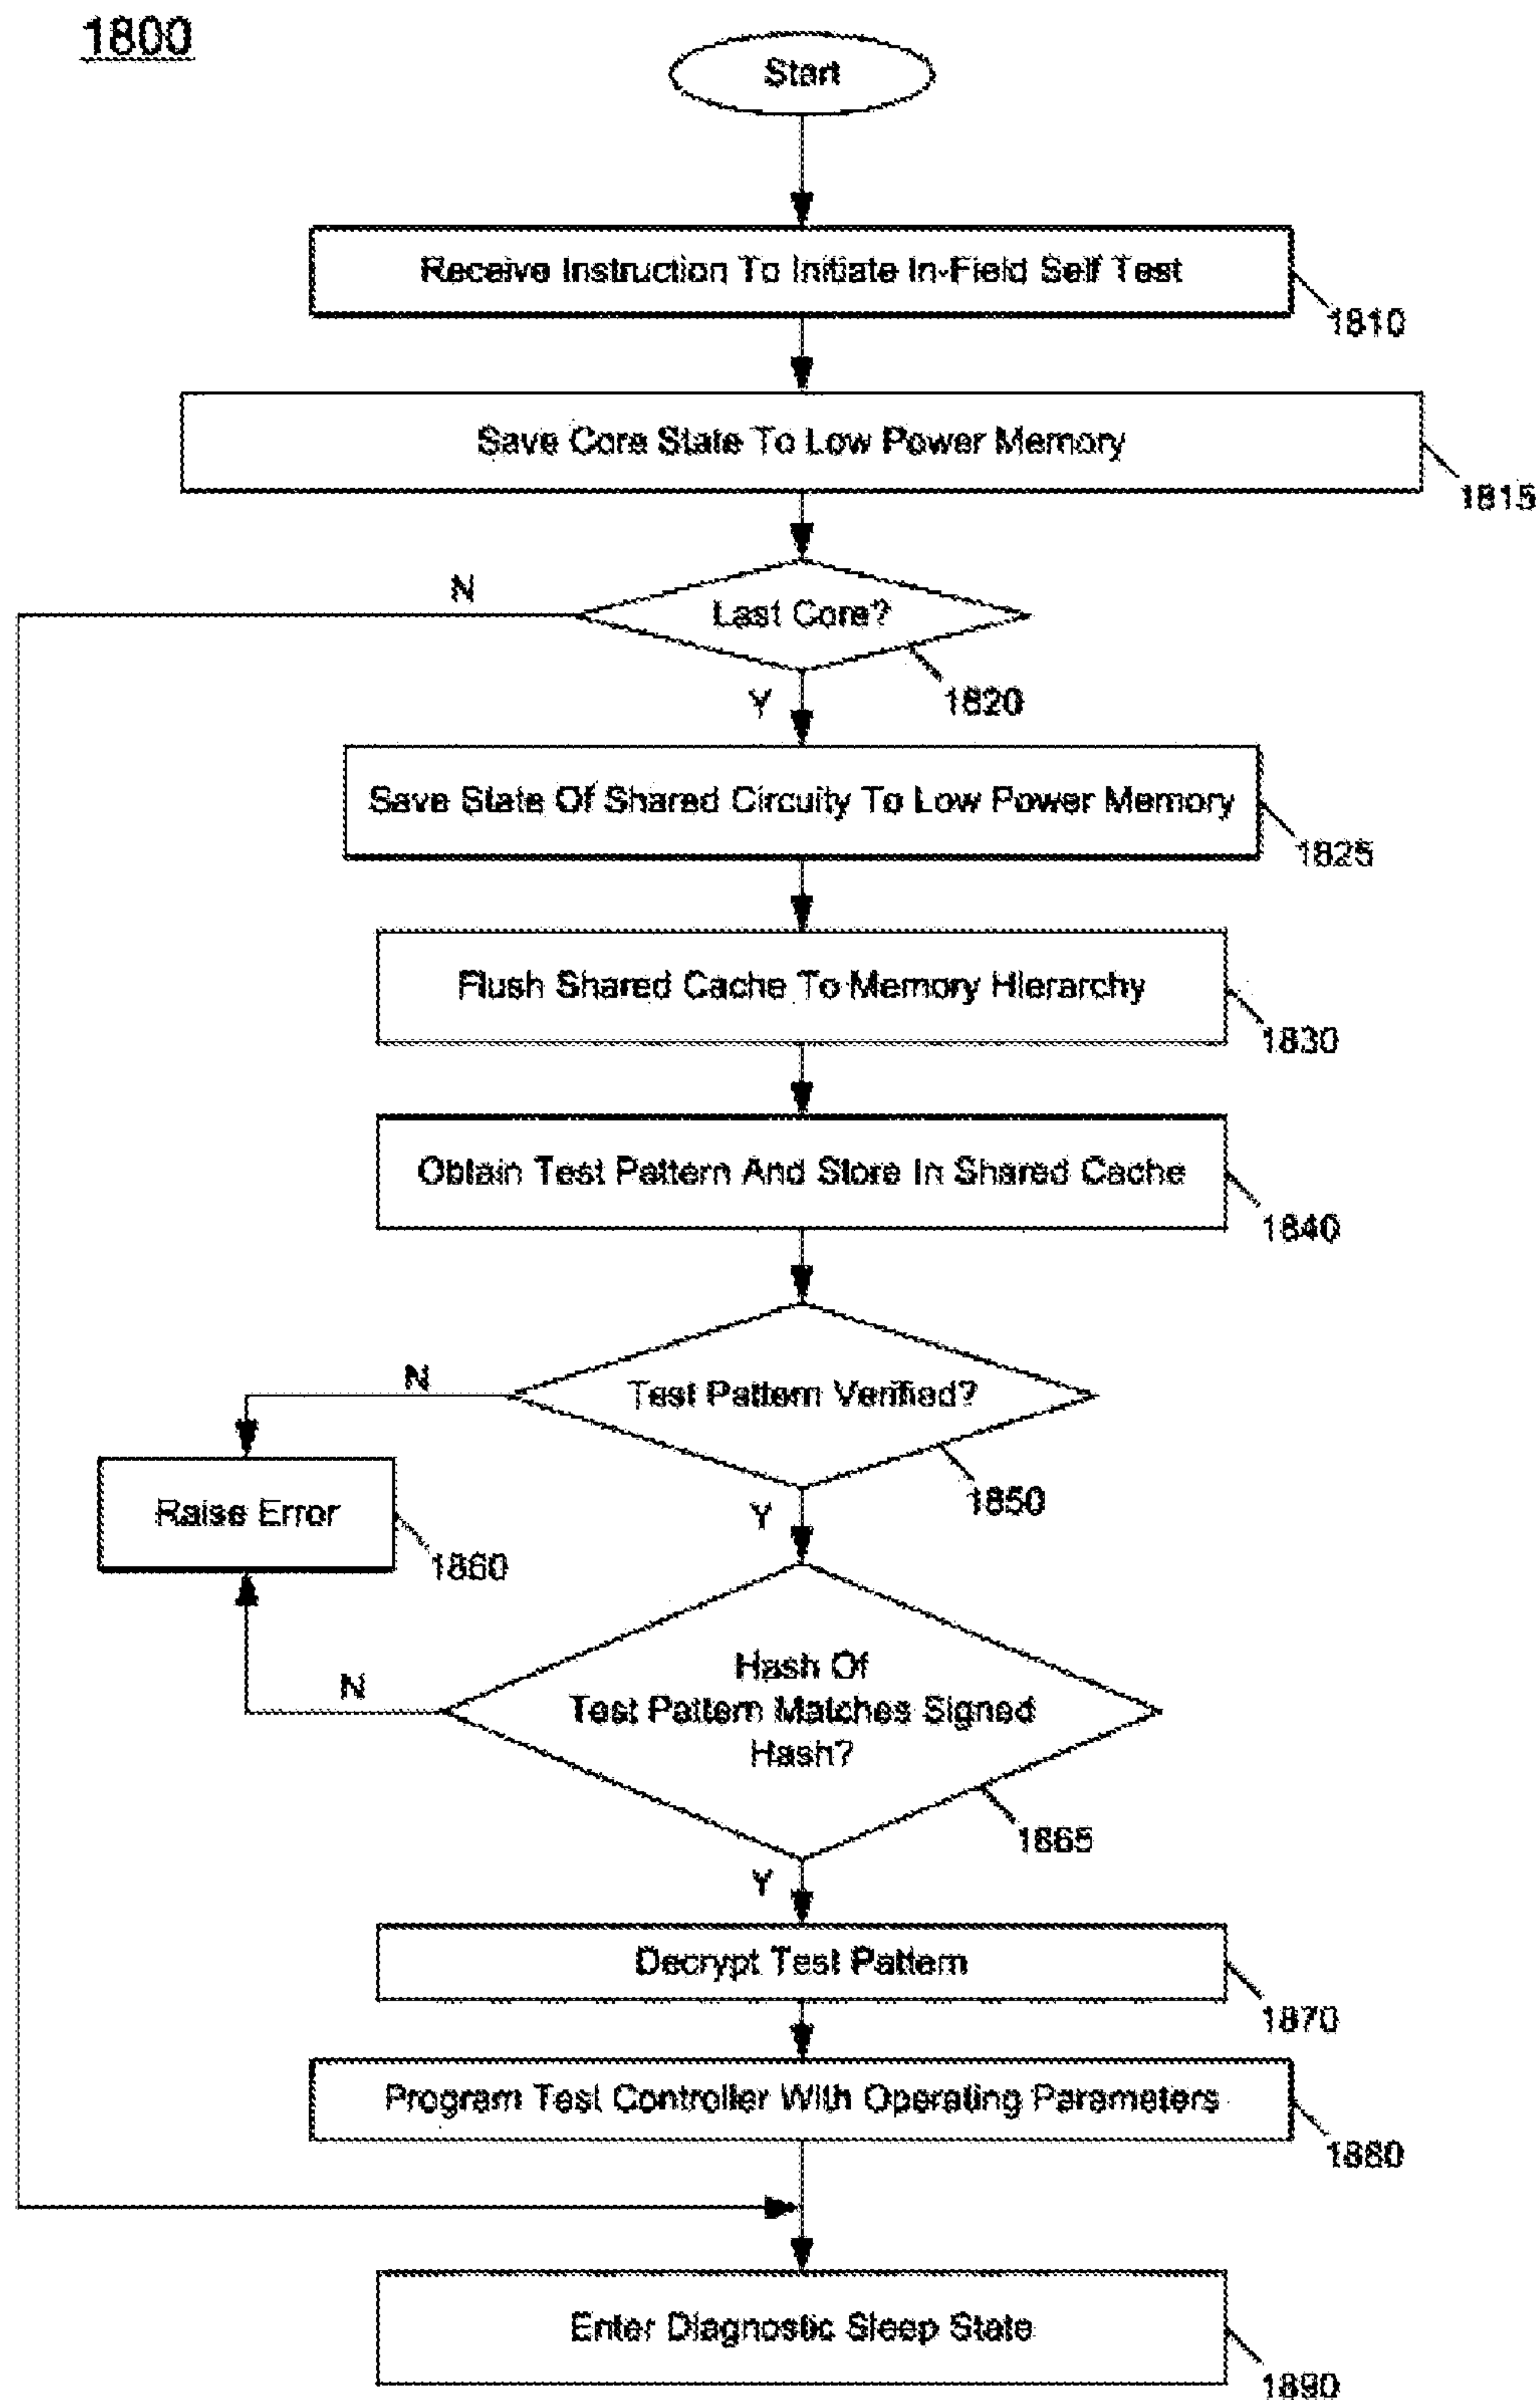 1800
Start
Receive Instruction To Initiate In-Field Self Test
1810
Save Core State To Low Power Memory
1815
Last Core?
N
1820
Y
Save State Of Shared Circuity To Low Power Memory
1825
Flush Shared Cache To Memory Hierarchy
1830
Obtain Test Pattern And Store In Shared Cache
1840
Test Pattern Verified?
N
1850
Y
Raise Error
1860
Hash Of
Test Pattern Matches Signed
Hash?
N
1865
Y
Decrypt Test Pattern
1870
Program Test Controller With Operating Parameters
1880
Enter Diagnostic Sleep State
1890